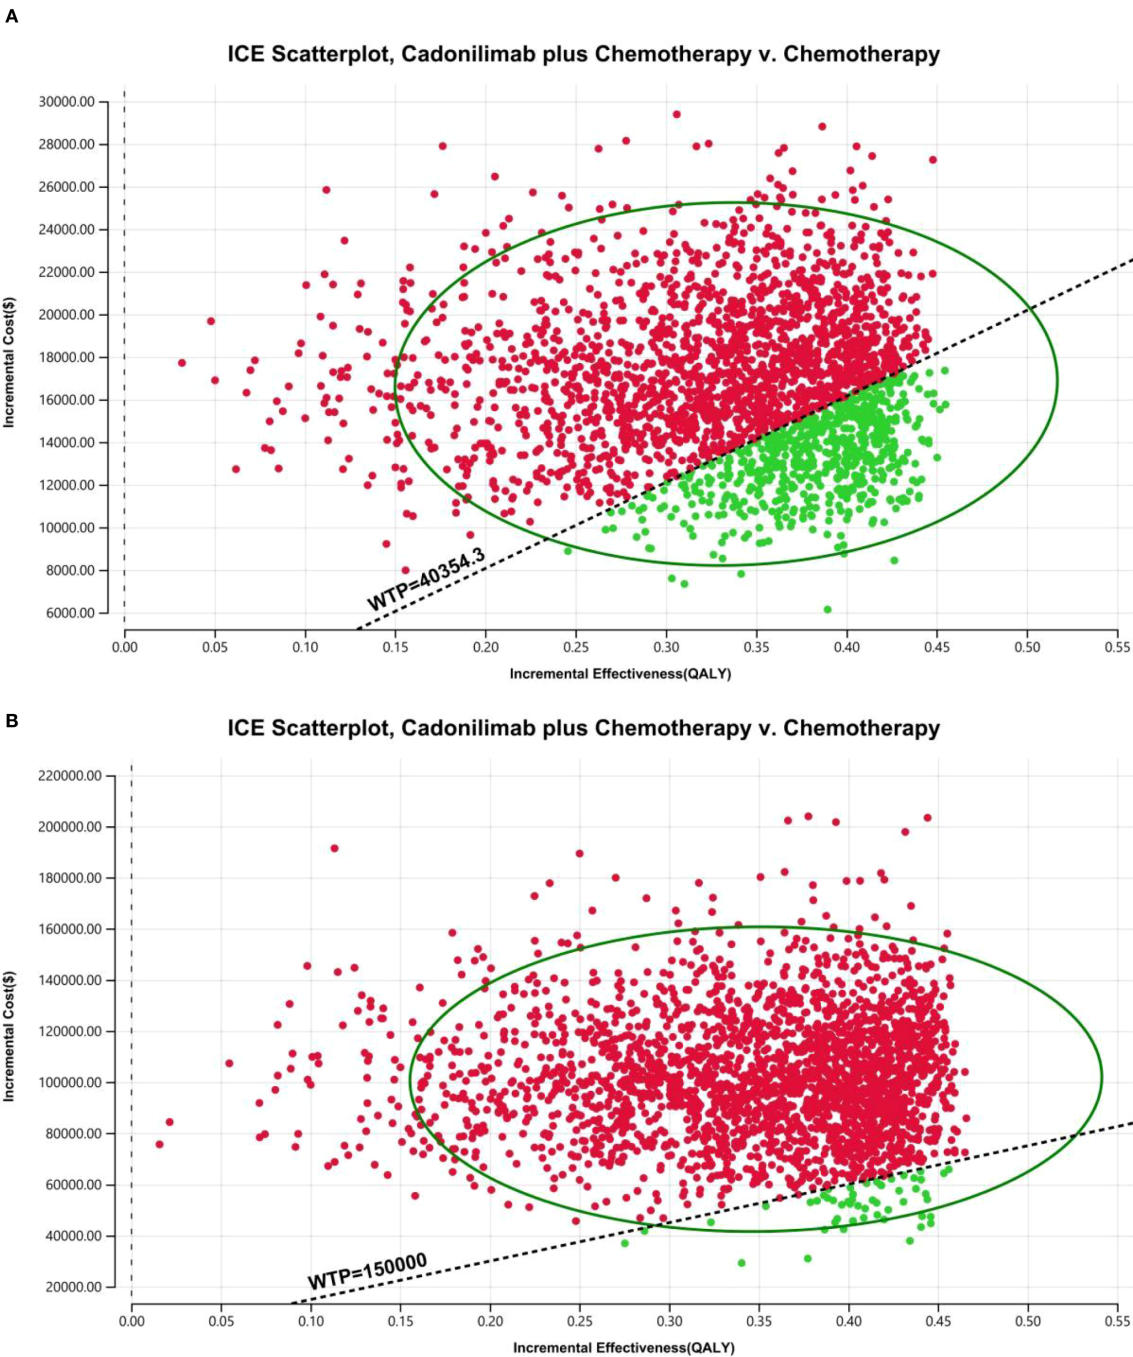 A
ICE Scatterplot, Cadonilimab plus Chemotherapy v. Chemotherapy
30000.00
28000.00
26000.00
24000.00
22000.00
20000.00
18000.00
16000.00
14000.00
12000.00
10000.00
8000.00
6000.00
Incremental Cost($)
WTP=40354.3
0.00 0.05 0.10 0.15 0.20 0.25 0.30 0.35 0.40 0.45 0.50 0.55
Incremental Effectiveness(QALY)
B
ICE Scatterplot, Cadonilimab plus Chemotherapy v. Chemotherapy
220000.00
200000.00
180000.00
160000.00
140000.00
120000.00
100000.00
80000.00
60000.00
40000.00
20000.00
Incremental Cost($)
WTP=150000
0.00 0.05 0.10 0.15 0.20 0.25 0.30 0.35 0.40 0.45 0.50 0.55
Incremental Effectiveness(QALY)